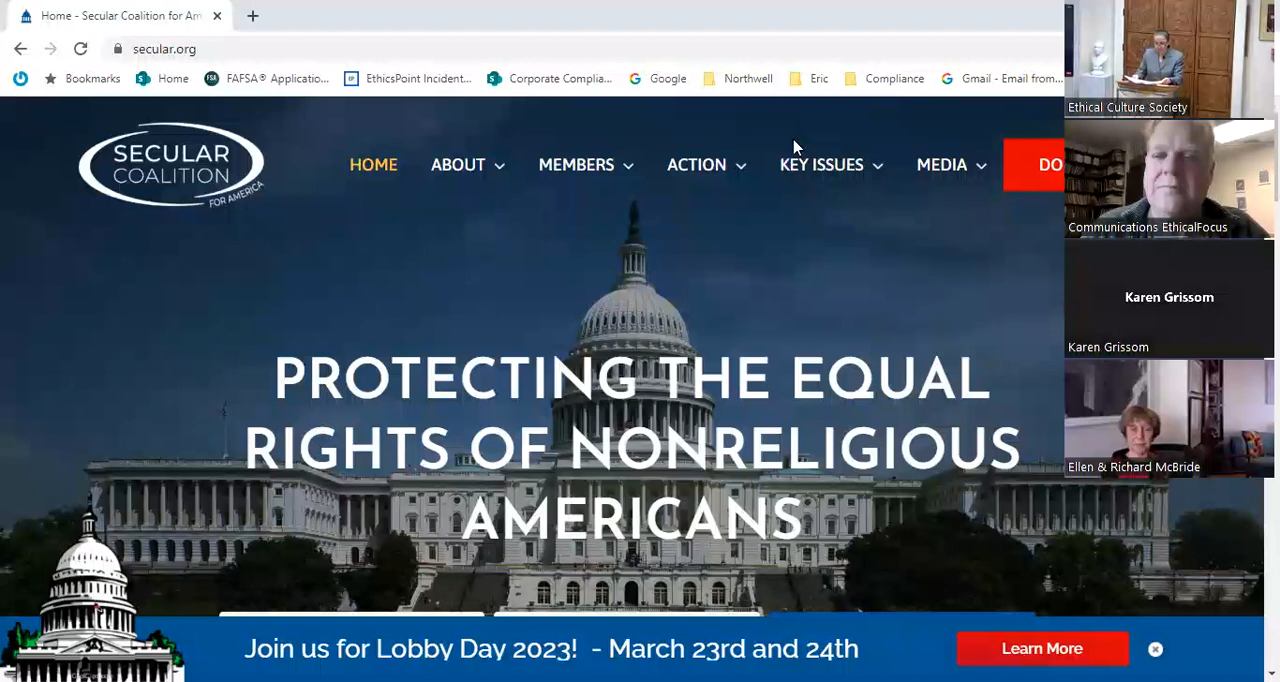 Home - Secular Coalition for Am
secular.org
Bookmarks Home FSA FAFSA® Applicatio... EP EthicsPoint Incident... Corporate Complia... Google Northwell Eric Compliance Gmail - Email from...
SECULAR
COALITION
FOR AMERICA
HOME ABOUT MEMBERS ACTION KEY ISSUES MEDIA DO
PROTECTING THE EQUAL
RIGHTS OF NONRELIGIOUS
AMERICANS
Join us for Lobby Day 2023! - March 23rd and 24th
Learn More
Ethical Culture Society
Communications EthicalFocus
Karen Grissom
Karen Grissom
Ellen & Richard McBride